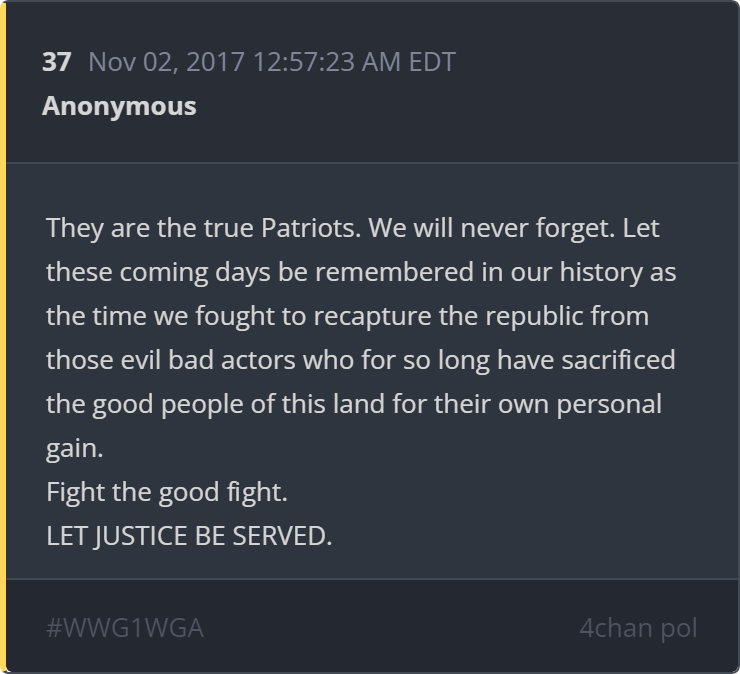 37 Nov 02, 2017 12:57:23 AM EDT
Anonymous
They are the true Patriots. We will never forget. Let
these coming days be remembered in our history as
the time we fought to recapture the republic from
those evil bad actors who for so long have sacrificed
the good people of this land for their own personal
gain.
Fight the good fight.
LET JUSTICE BE SERVED.
#WWG1WGA 4chan pol